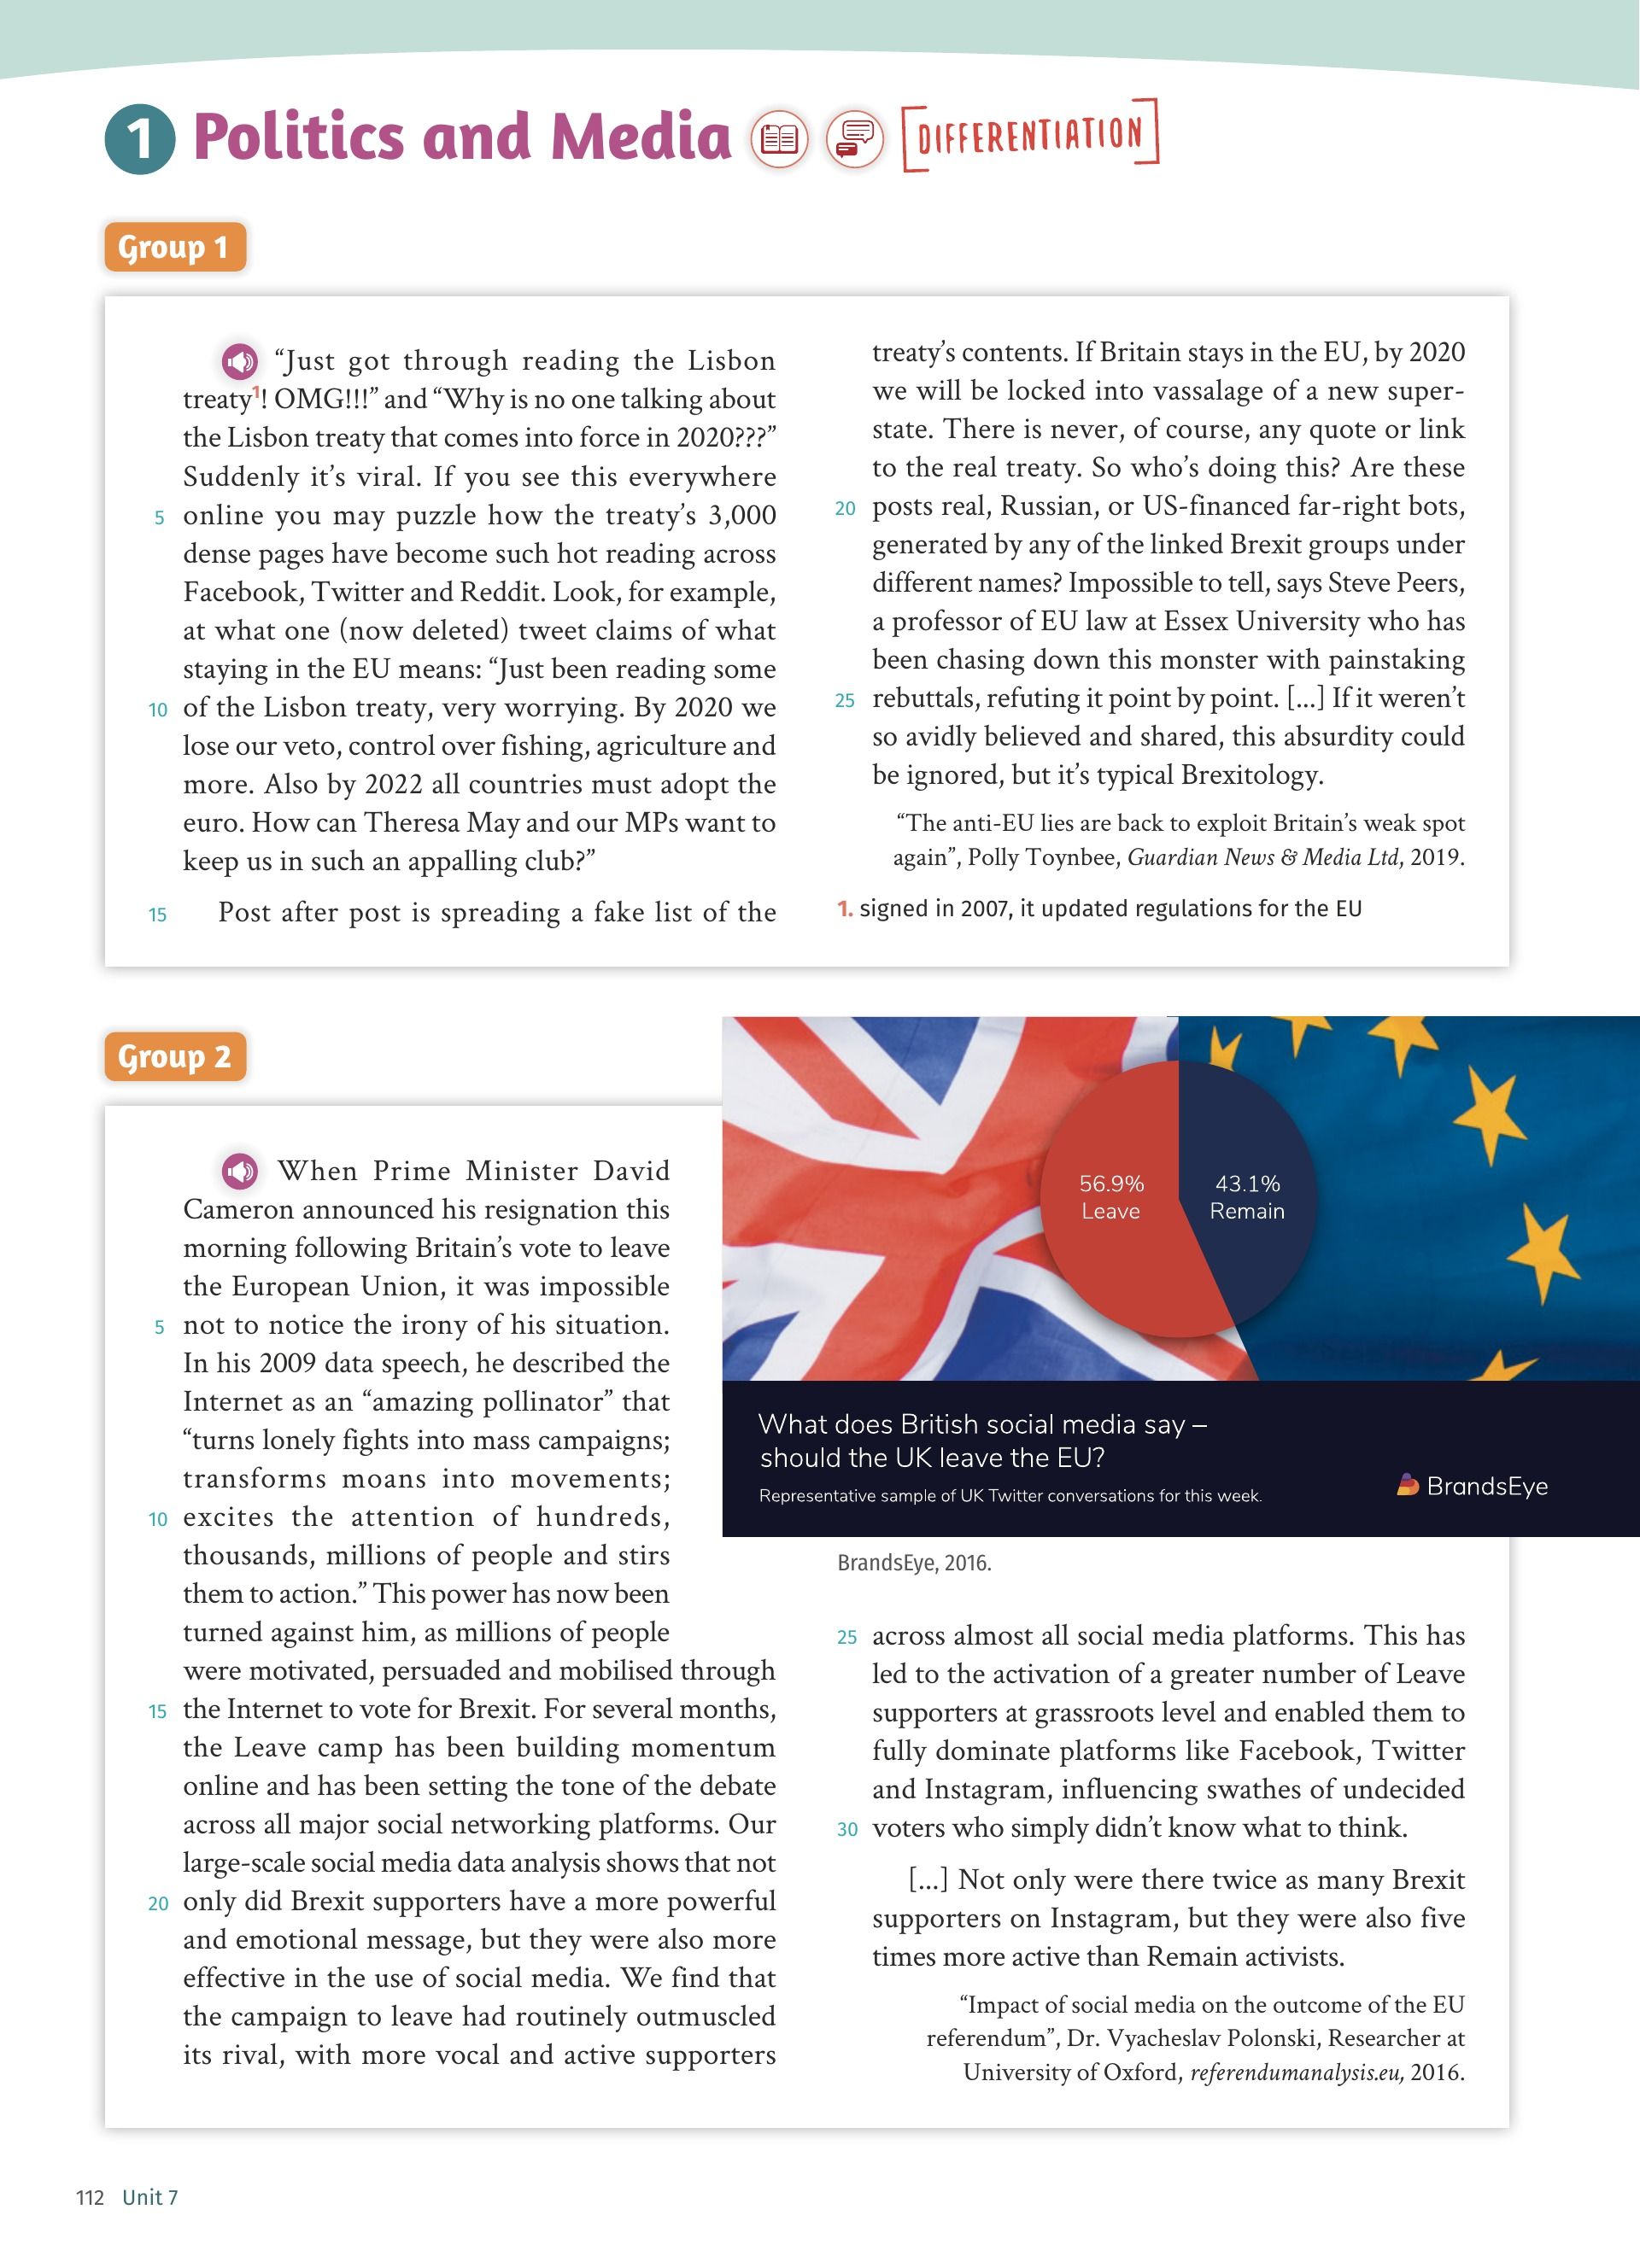 1 Politics and Media
DIFFERENTIATION
Group 1
“Just got through reading the Lisbon
treaty1! OMG!!!” and “Why is no one talking about
the Lisbon treaty that comes into force in 2020???”
Suddenly it’s viral. If you see this everywhere
5 online you may puzzle how the treaty’s 3,000
dense pages have become such hot reading across
Facebook, Twitter and Reddit. Look, for example,
at what one (now deleted) tweet claims of what
staying in the EU means: “Just been reading some
10 of the Lisbon treaty, very worrying. By 2020 we
lose our veto, control over fishing, agriculture and
more. Also by 2022 all countries must adopt the
euro. How can Theresa May and our MPs want to
keep us in such an appalling club?”
15 Post after post is spreading a fake list of the
treaty’s contents. If Britain stays in the EU, by 2020
we will be locked into vassalage of a new super-
state. There is never, of course, any quote or link
to the real treaty. So who’s doing this? Are these
20 posts real, Russian, or US-financed far-right bots,
generated by any of the linked Brexit groups under
different names? Impossible to tell, says Steve Peers,
a professor of EU law at Essex University who has
been chasing down this monster with painstaking
25 rebuttals, refuting it point by point. [...] If it weren’t
so avidly believed and shared, this absurdity could
be ignored, but it’s typical Brexitology.
“The anti-EU lies are back to exploit Britain’s weak spot
again”, Polly Toynbee, Guardian News & Media Ltd, 2019.
1. signed in 2007, it updated regulations for the EU
Group 2
When Prime Minister David
Cameron announced his resignation this
morning following Britain’s vote to leave
the European Union, it was impossible
5 not to notice the irony of his situation.
In his 2009 data speech, he described the
Internet as an “amazing pollinator” that
“turns lonely fights into mass campaigns;
transforms moans into movements;
10 excites the attention of hundreds,
thousands, millions of people and stirs
them to action.” This power has now been
turned against him, as millions of people
were motivated, persuaded and mobilised through
15 the Internet to vote for Brexit. For several months,
the Leave camp has been building momentum
online and has been setting the tone of the debate
across all major social networking platforms. Our
large-scale social media data analysis shows that not
20 only did Brexit supporters have a more powerful
and emotional message, but they were also more
effective in the use of social media. We find that
the campaign to leave had routinely outmuscled
its rival, with more vocal and active supporters
56.9%
Leave
43.1%
Remain
What does British social media say –
should the UK leave the EU?
Representative sample of UK Twitter conversations for this week.
BrandsEye
BrandsEye, 2016.
25 across almost all social media platforms. This has
led to the activation of a greater number of Leave
supporters at grassroots level and enabled them to
fully dominate platforms like Facebook, Twitter
and Instagram, influencing swathes of undecided
30 voters who simply didn’t know what to think.
[...] Not only were there twice as many Brexit
supporters on Instagram, but they were also five
times more active than Remain activists.
“Impact of social media on the outcome of the EU
referendum”, Dr. Vyacheslav Polonski, Researcher at
University of Oxford, referendumanalysis.eu, 2016.
112 Unit 7